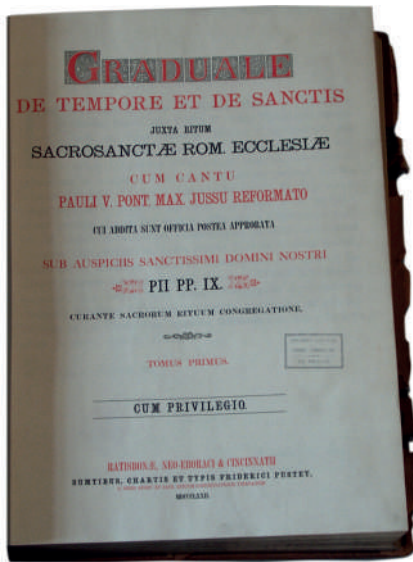 GRADUALE
DE TEMPORE ET DE SANCTIS
JUXTA RITUM
SACROSANCTÆ ROM. ECCLESIÆ
CUM CANTU
PAULI V. PONT. MAX. JUSSU REFORMATO
CUI ADDITA SUNT OFFICIA POSTEA APPROBATA
SUB AUSPICIIS SANCTISSIMI DOMINI NOSTRI
PII PP. IX.
CURANTE SACRORUM RITUUM CONGREGATIONE.
TOMUS PRIMUS.
CUM PRIVILEGIO.
RATISBONÆ, NEO-EBORACI & CINCINNATII
SUMTIBUS, CHARTIS ET TYPIS FRIDERICI PUSTET,